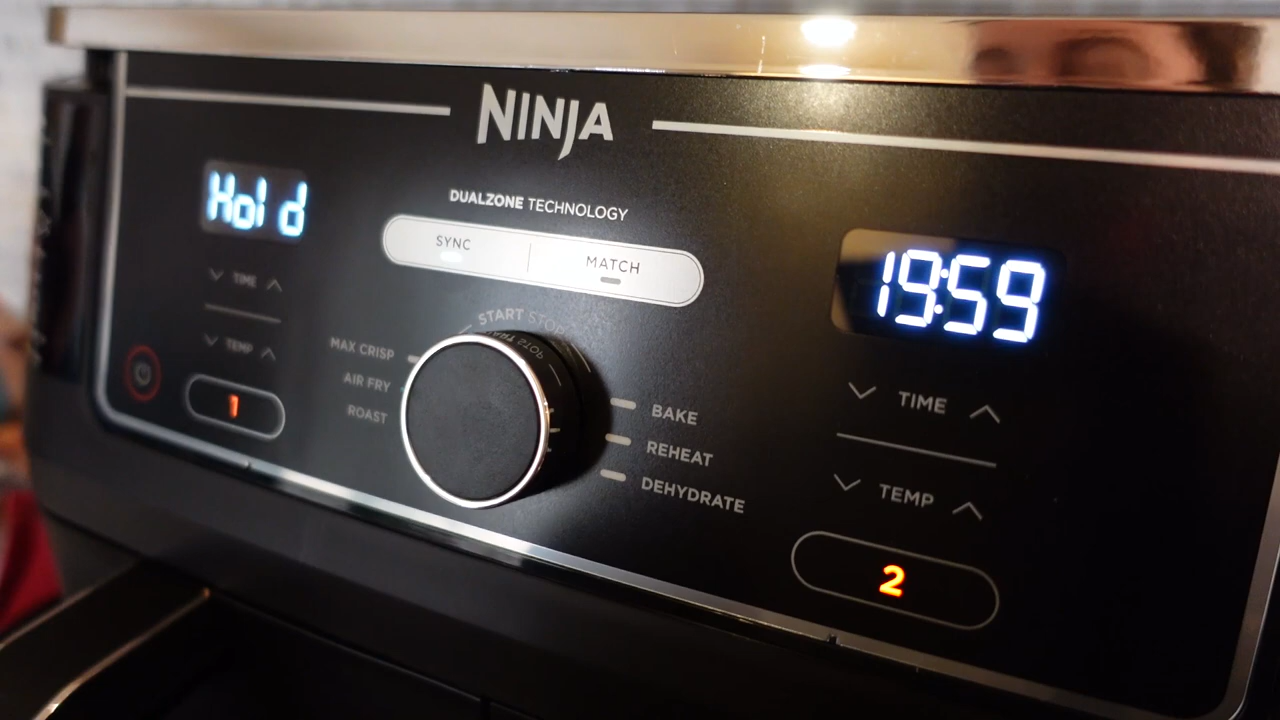 NINJA
Hold
DUALZONE TECHNOLOGY
SYNC
MATCH
19:59
TIME
TEMP
1
START STOP
MAX CRISP
AIR FRY
ROAST
BAKE
REHEAT
DEHYDRATE
TIME
TEMP
2